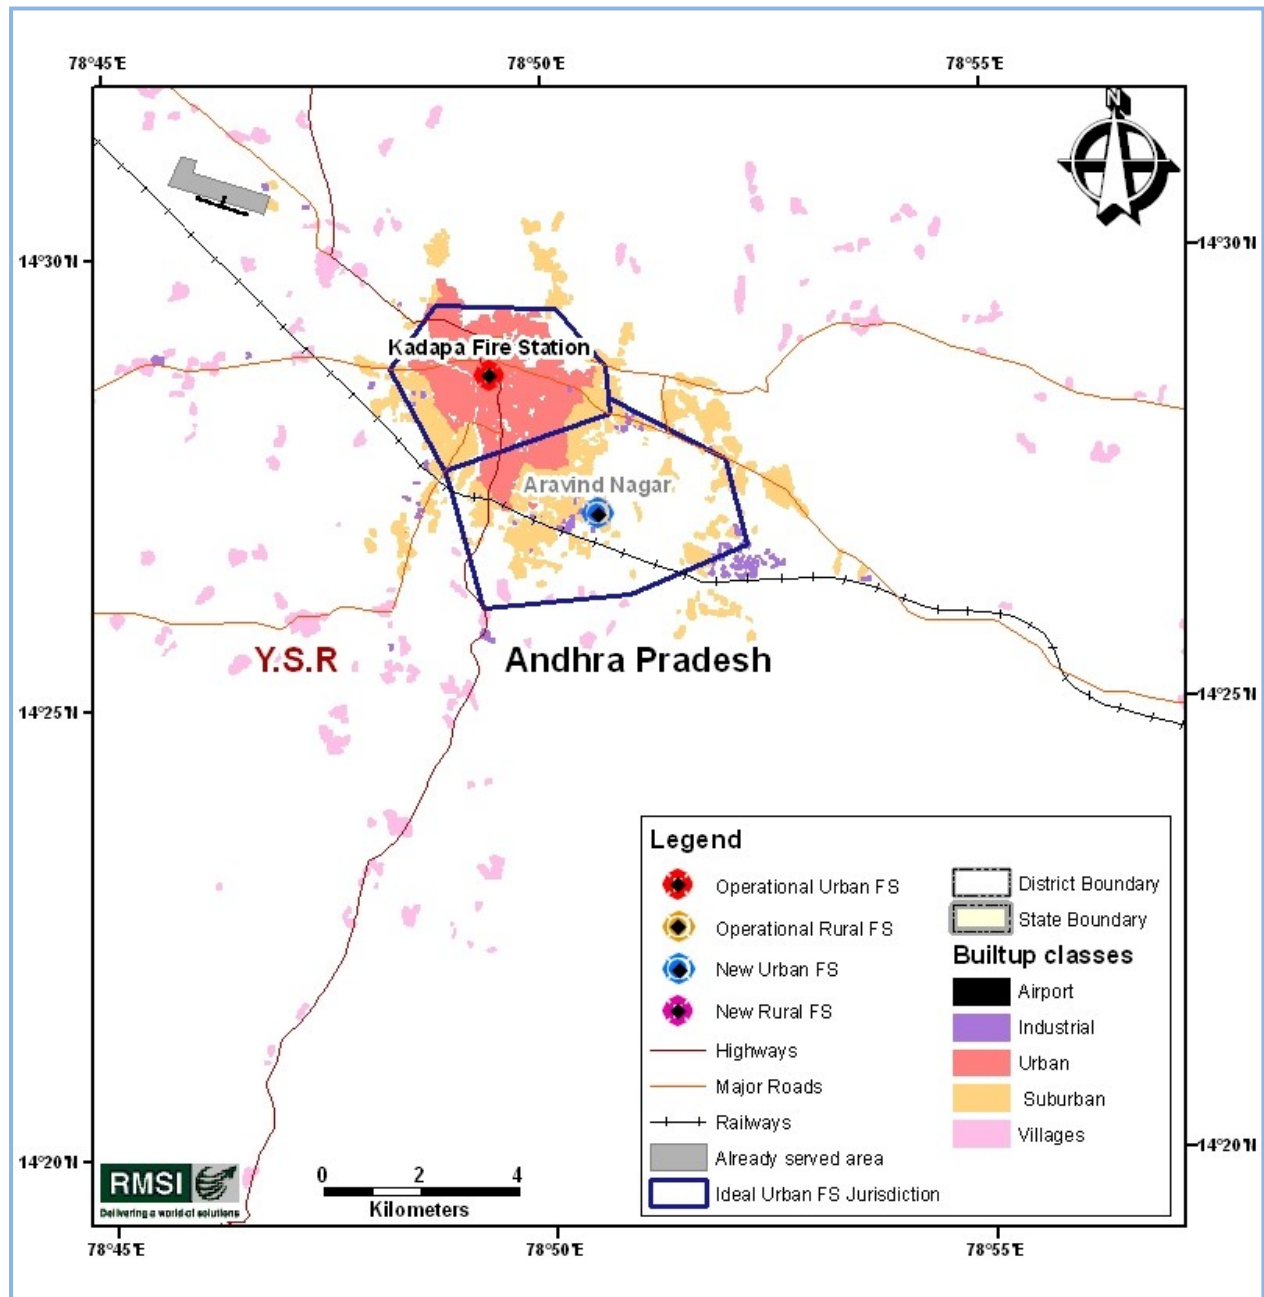 78°45'E 78°50'E 78°55'E
N
14°30'N 14°30'N
Kadapa Fire Station
Aravind Nagar
Y.S.R Andhra Pradesh
14°25'N 14°25'N
Legend
Operational Urban FS
Operational Rural FS
New Urban FS
New Rural FS
Highways
Major Roads
Railways
Already served area
Ideal Urban FS Jurisdiction
District Boundary
State Boundary
Builtup classes
Airport
Industrial
Urban
Suburban
Villages
14°20'N 14°20'N
RMSI
Delivering a world of solutions
0 2 4
Kilometers
78°45'E 78°50'E 78°55'E